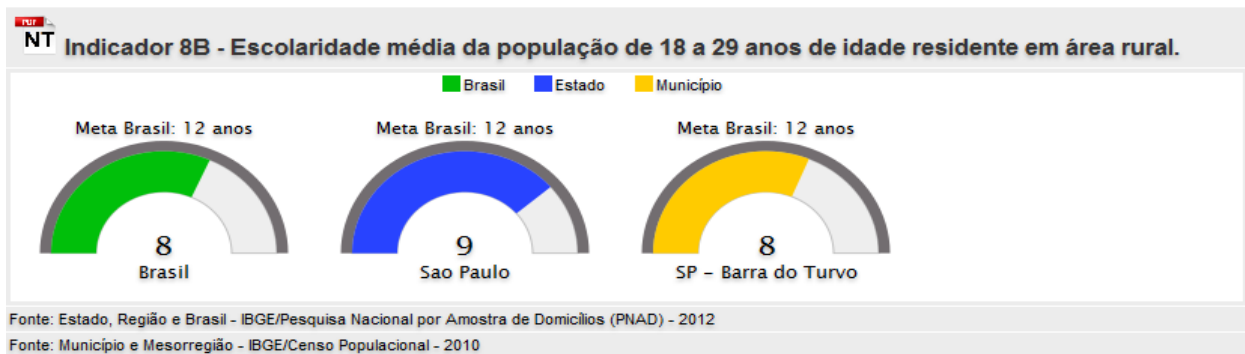 PDF
NT Indicador 8B - Escolaridade média da população de 18 a 29 anos de idade residente em área rural.
Brasil Estado Município
Meta Brasil: 12 anos Meta Brasil: 12 anos Meta Brasil: 12 anos
8 9 8
Brasil Sao Paulo SP – Barra do Turvo
Fonte: Estado, Região e Brasil - IBGE/Pesquisa Nacional por Amostra de Domicílios (PNAD) - 2012
Fonte: Município e Mesorregião - IBGE/Censo Populacional - 2010